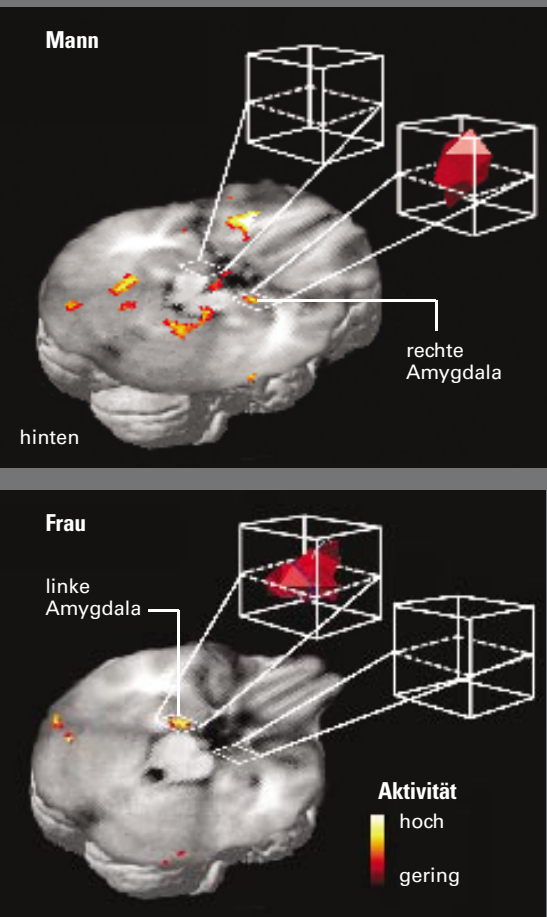 Mann
rechte
Amygdala
hinten
Frau
linke
Amygdala
Aktivität
hoch
gering